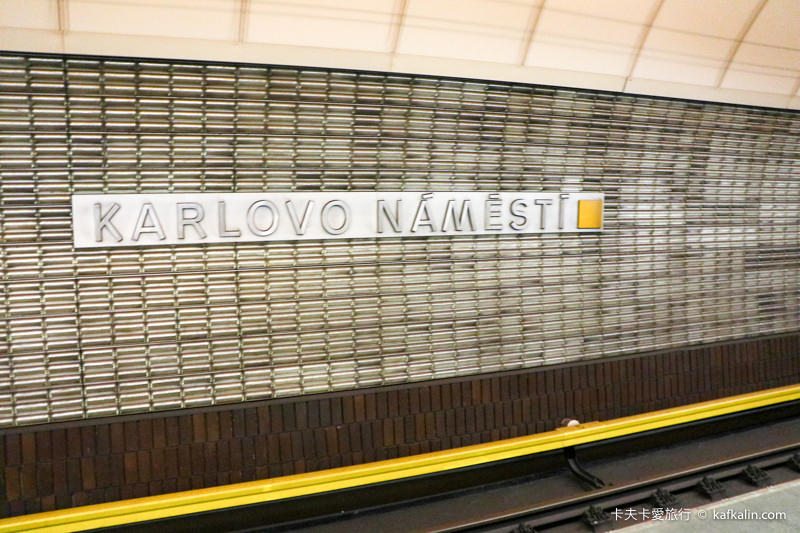 KARLOVO NÁMĚSTÍ
卡夫卡愛旅行 © kafkalin.com